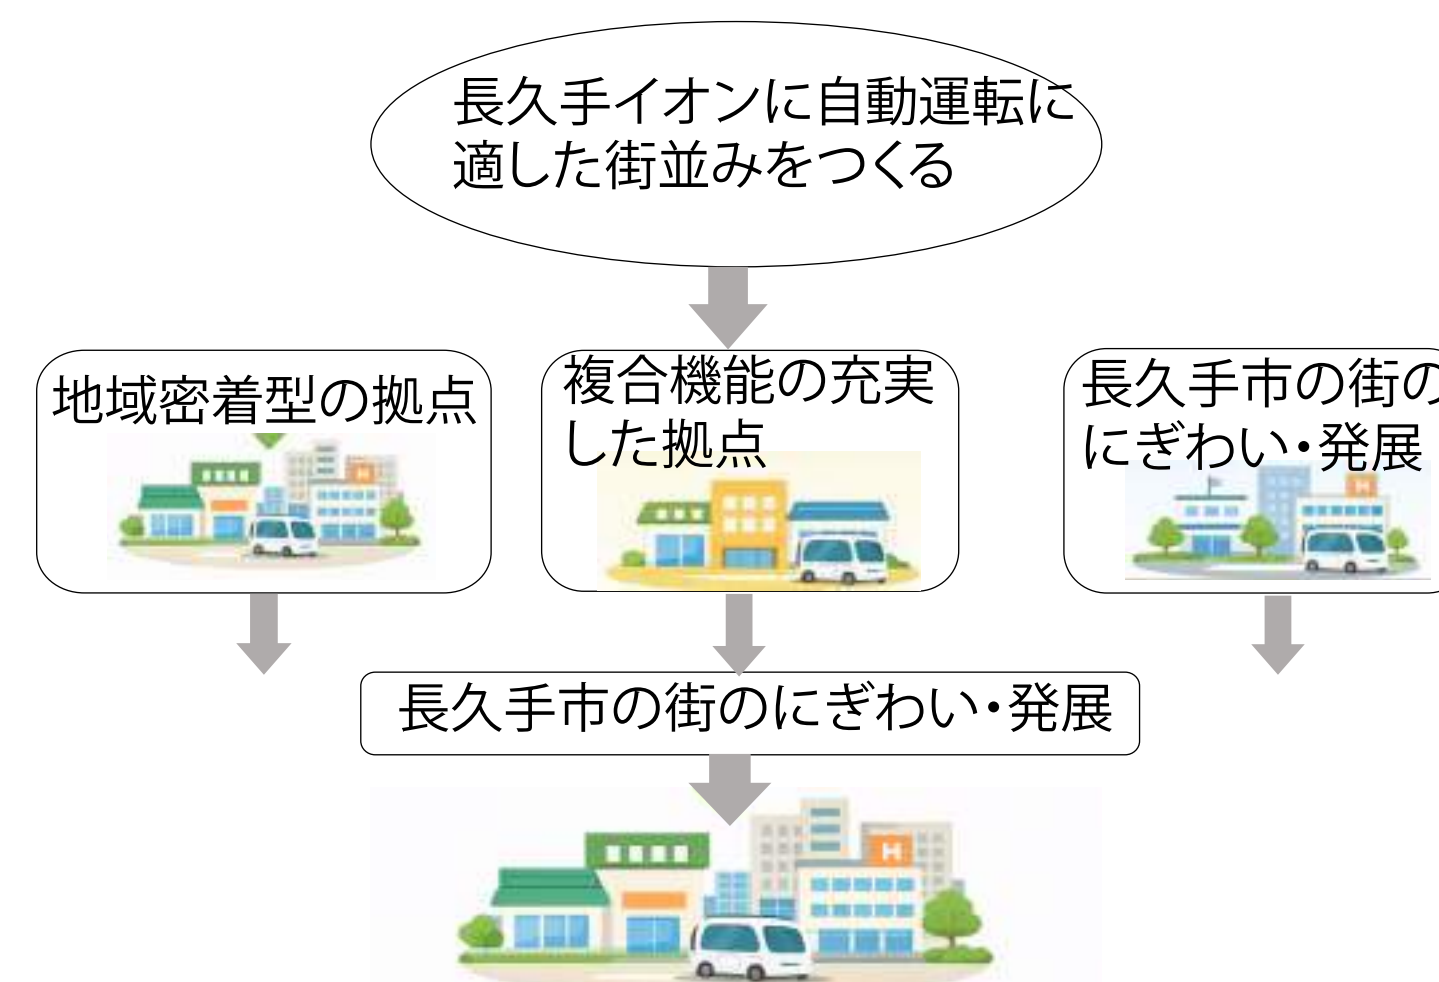 長久手イオンに自動運転に
適した街並みをつくる
地域密着型の拠点
複合機能の充実
した拠点
長久手市の街の
にぎわい・発展
H
H
長久手市の街のにぎわい・発展
H